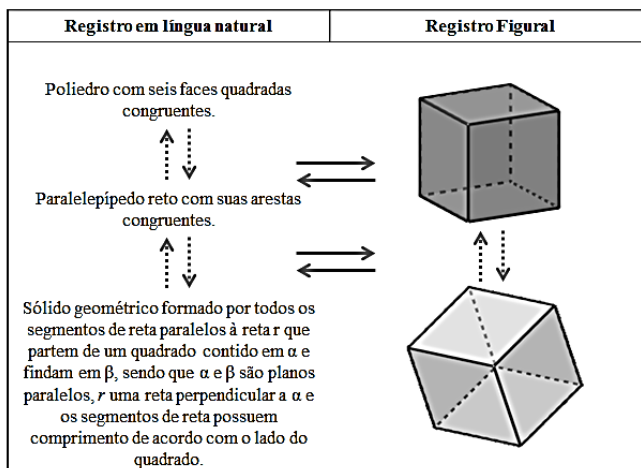 Registro em língua natural
Registro Figural
Poliedro com seis faces quadradas
congruentes.
Paralelepípedo reto com suas arestas
congruentes.
Sólido geométrico formado por todos os
segmentos de reta paralelos à reta r que
partem de um quadrado contido em α e
findam em β, sendo que α e β são planos
paralelos, r uma reta perpendicular a α e
os segmentos de reta possuem
comprimento de acordo com o lado do
quadrado.